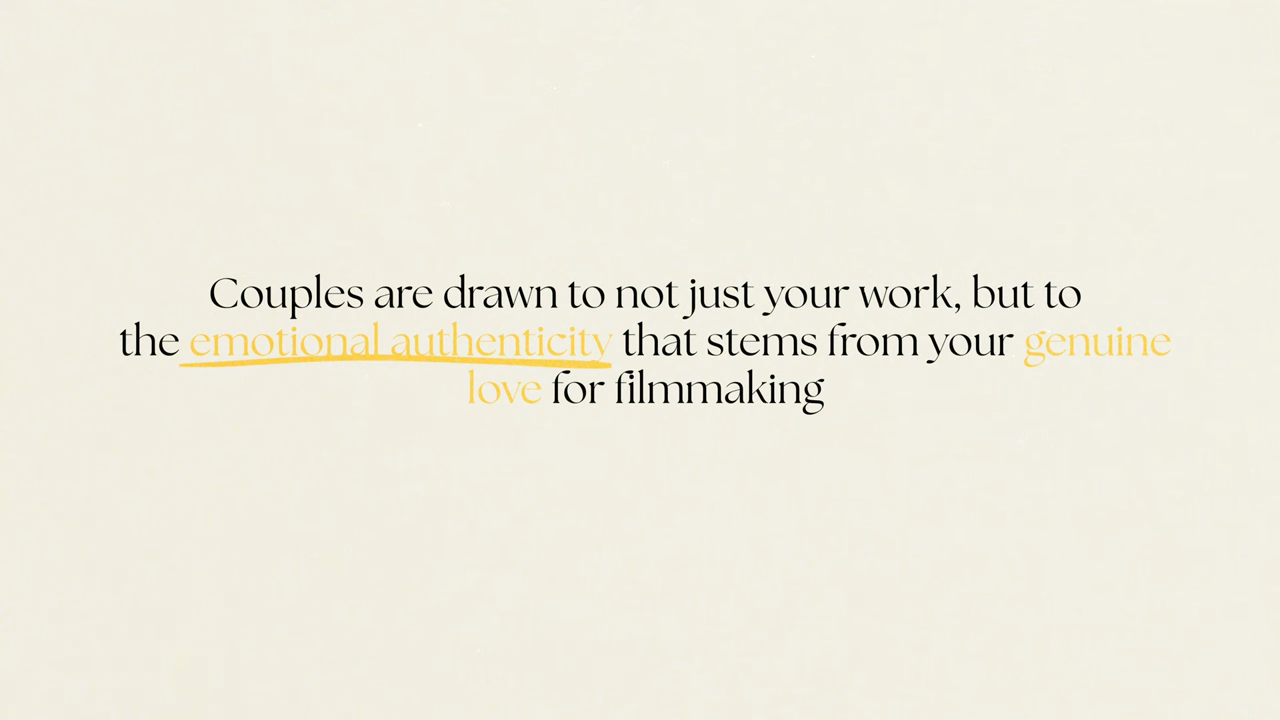 Couples are drawn to not just your work, but to
the emotional authenticity that stems from your genuine
love for filmmaking